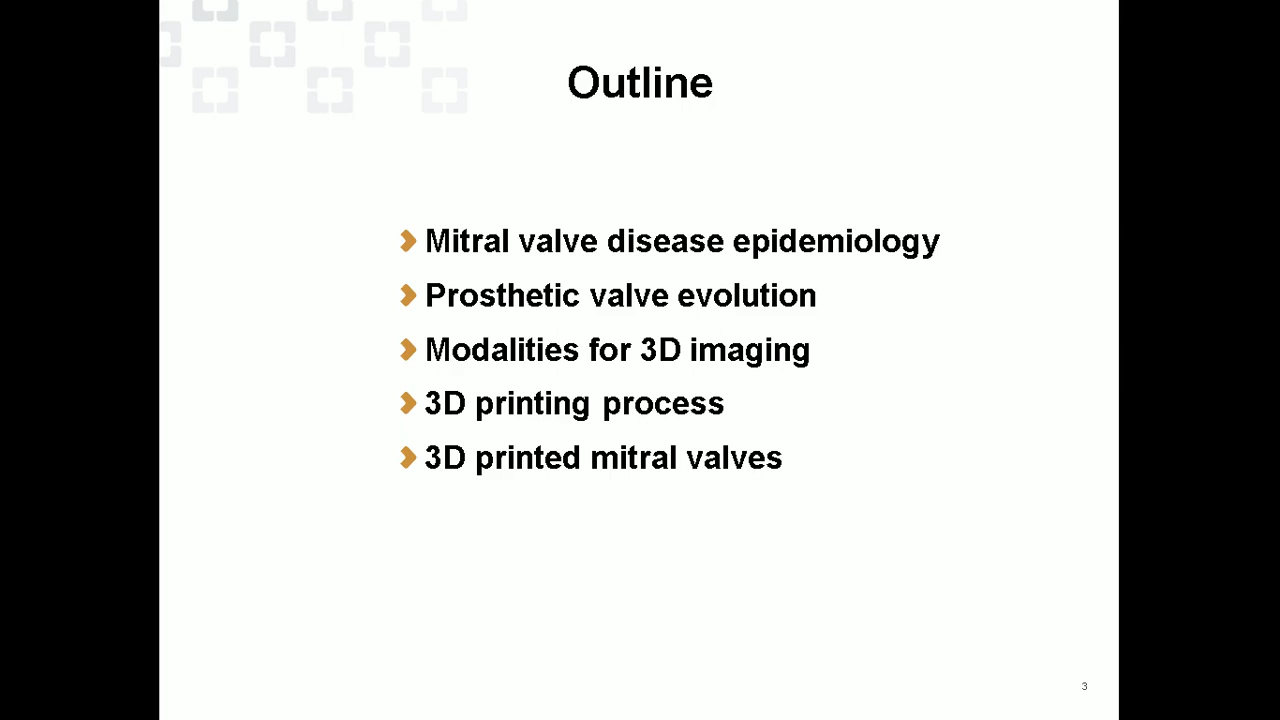 Outline
Mitral valve disease epidemiology
Prosthetic valve evolution
Modalities for 3D imaging
3D printing process
3D printed mitral valves
3